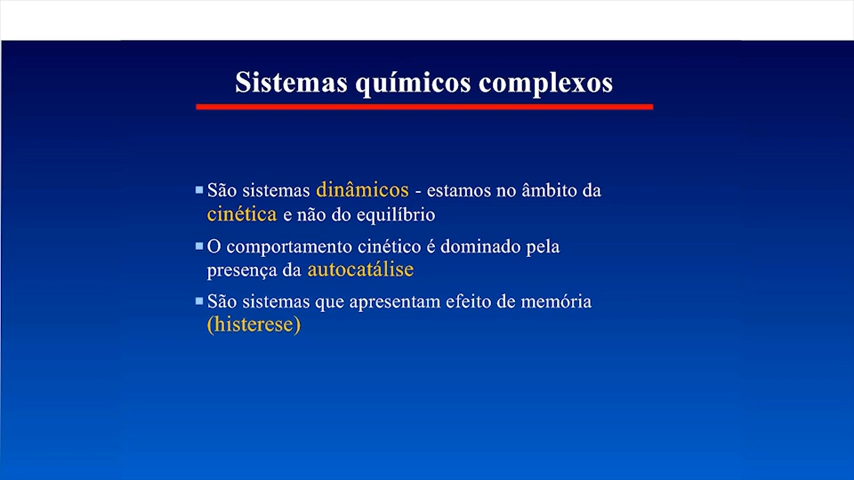 Sistemas químicos complexos
São sistemas dinâmicos - estamos no âmbito da
cinética e não do equilíbrio
O comportamento cinético é dominado pela
presença da autocatálise
São sistemas que apresentam efeito de memória
(histerese)